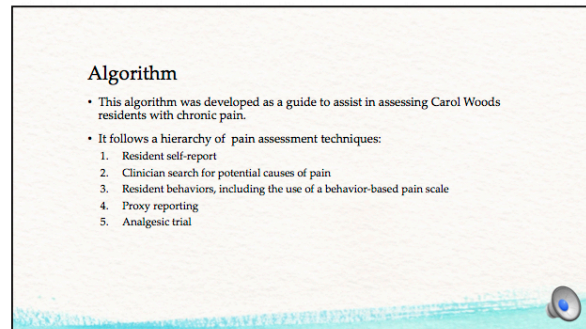 Algorithm
• This algorithm was developed as a guide to assist in assessing Carol Woods
residents with chronic pain.
• It follows a hierarchy of pain assessment techniques:
1. Resident self-report
2. Clinician search for potential causes of pain
3. Resident behaviors, including the use of a behavior-based pain scale
4. Proxy reporting
5. Analgesic trial